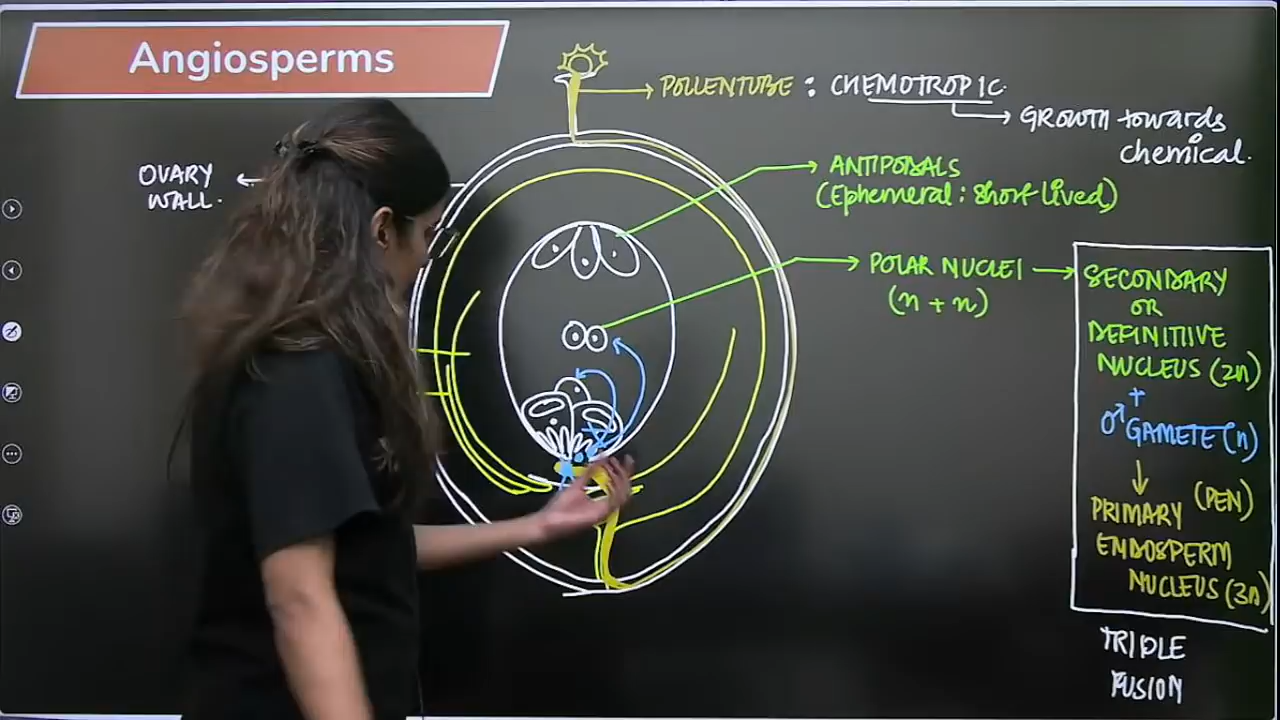 Angiosperms
POLLENTUBE : CHEMOTROPIC.
GROWTH towards
chemical.
OVARY
WALL.
ANTIPODALS
(Ephemeral : Short lived)
POLAR NUCLEI
(n + n)
SECONDARY
OR
DEFINITIVE
NUCLEUS (2n)
+
♂ GAMETE (n)
PRIMARY (PEN)
ENDOSPERM
NUCLEUS (3n)
TRIPLE
FUSION